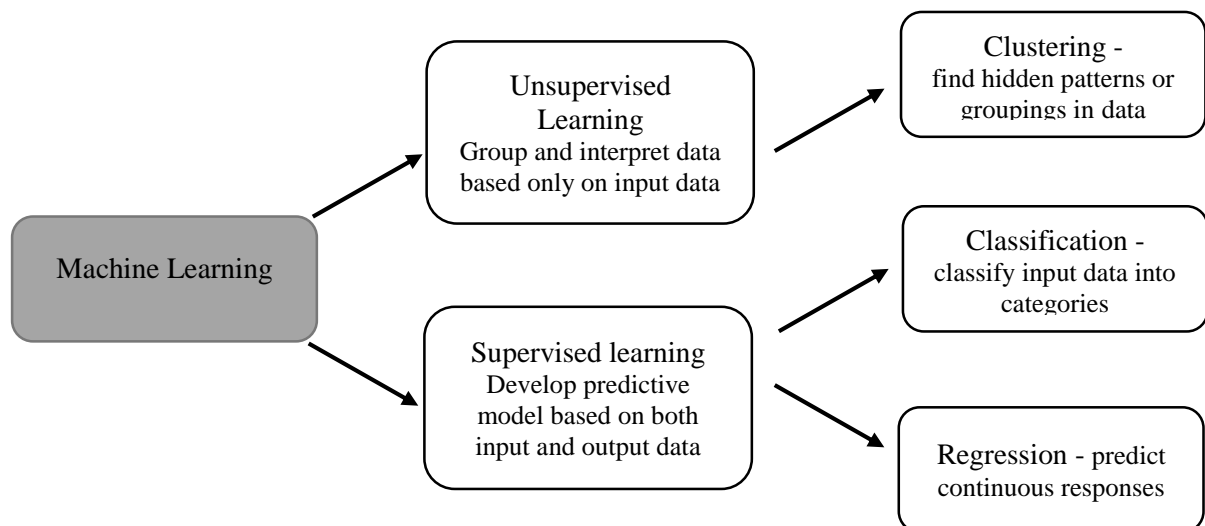 Machine Learning
Unsupervised
Learning
Group and interpret data
based only on input data
Supervised learning
Develop predictive
model based on both
input and output data
Clustering -
find hidden patterns or
groupings in data
Classification -
classify input data into
categories
Regression - predict
continuous responses